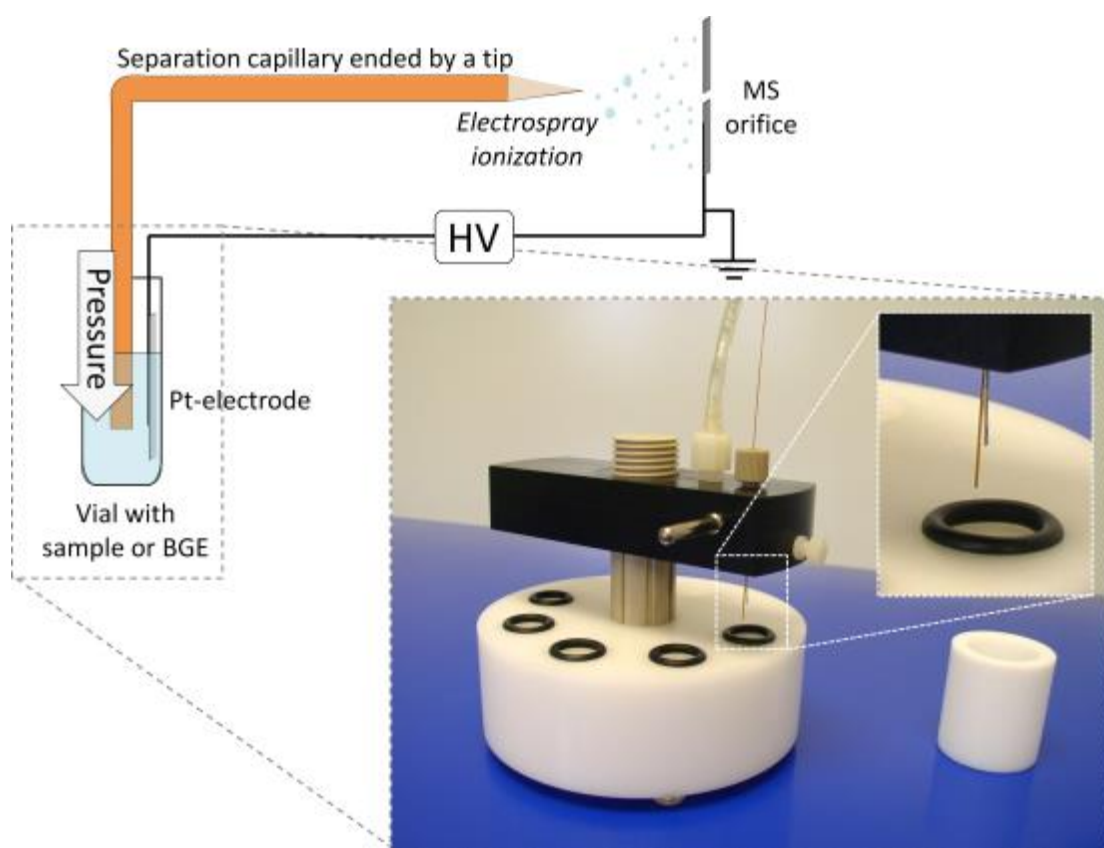 Separation capillary ended by a tip
Electrospray
ionization
MS
orifice
HV
Pressure
Pt-electrode
Vial with
sample or BGE